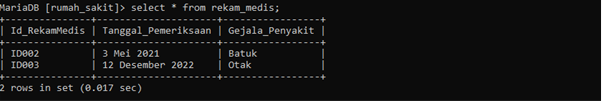 MariaDB [rumah_sakit]> select * from rekam_medis;
+---------------+---------------------+-----------------+
| Id_RekamMedis | Tanggal_Pemeriksaan | Gejala_Penyakit |
+---------------+---------------------+-----------------+
| ID002         | 3 Mei 2021          | Batuk           |
| ID003         | 12 Desember 2022    | Otak            |
+---------------+---------------------+-----------------+
2 rows in set (0.017 sec)